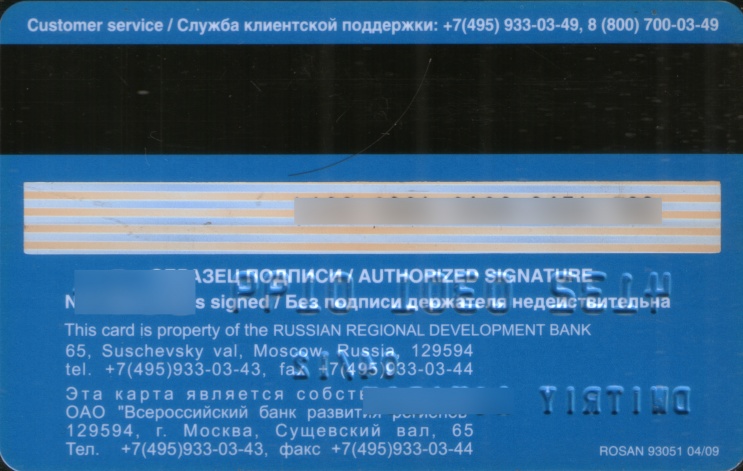 Customer service / Служба клиентской поддержки: +7(495) 933-03-49, 8 (800) 700-03-49
ПОДПИСИ / AUTHORIZED SIGNATURE
signed / Без подписи держателя недействительна
This card is property of the RUSSIAN REGIONAL DEVELOPMENT BANK
65, Suschevsky val, Moscow, Russia, 129594
tel. +7(495)933-03-43, fax +7(495)933-03-44
Эта карта является
ОАО "Всероссийский банк
129594, г. Москва, Сущевский вал, 65
Тел. +7(495)933-03-43, факс +7(495)933-03-44
DMITRIY
ROSAN 93051 04/09